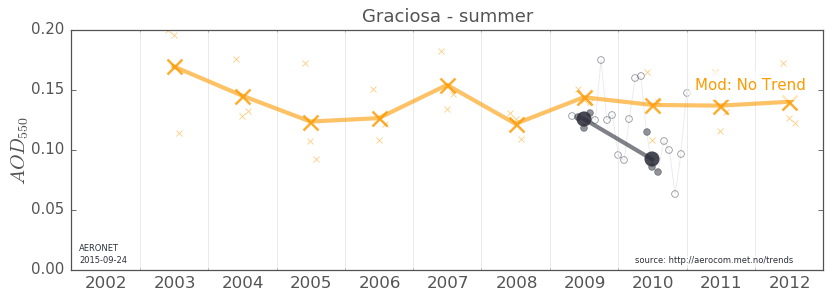 Graciosa - summer
0.20
0.15
0.10
0.05
0.00
AOD550
Mod: No Trend
AERONET
2015-09-24
source: http://aerocom.met.no/trends
2002 2003 2004 2005 2006 2007 2008 2009 2010 2011 2012